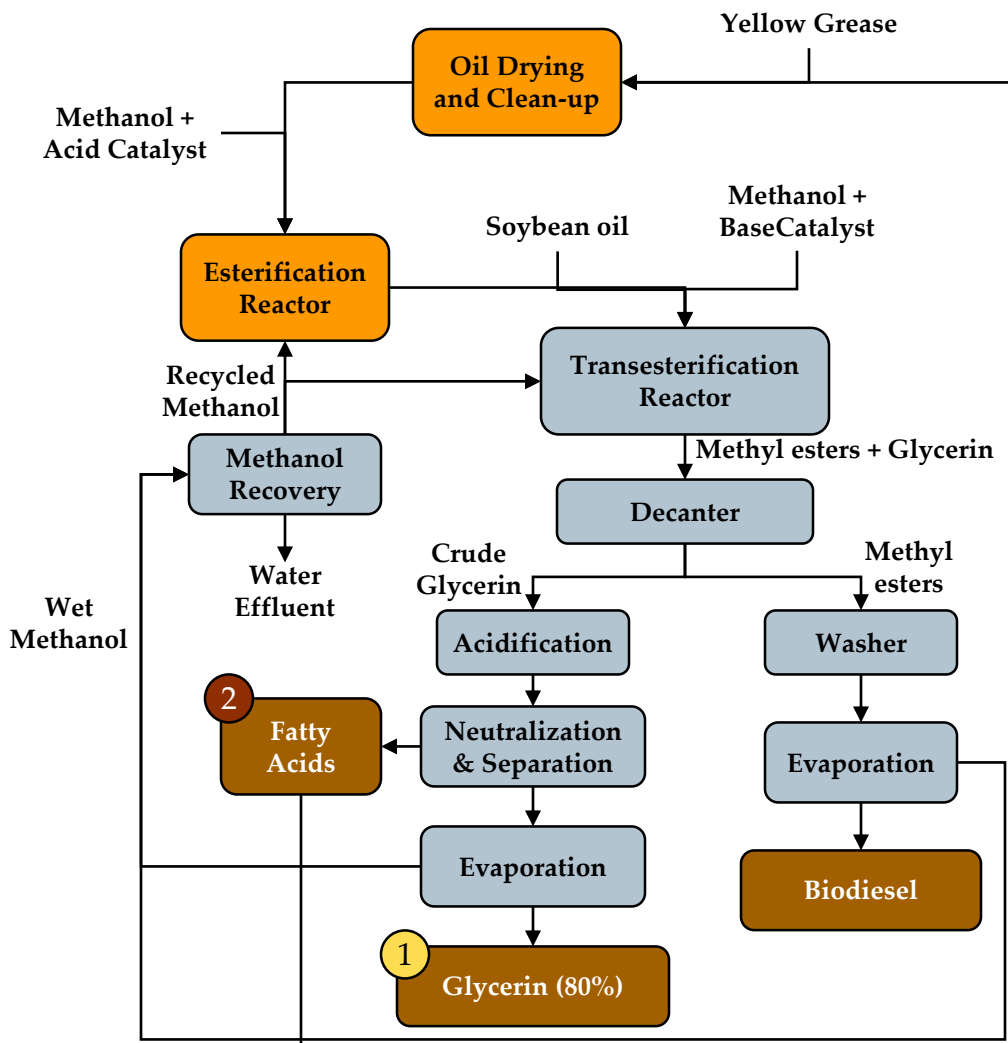 Yellow Grease
Oil Drying
and Clean-up
Methanol +
Acid Catalyst
Methanol +
BaseCatalyst
Soybean oil
Esterification
Reactor
Transesterification
Reactor
Recycled
Methanol
Methyl esters + Glycerin
Methanol
Recovery
Decanter
Crude
Glycerin
Methyl
esters
Water
Effluent
Wet
Methanol
Acidification
Washer
2
Fatty
Acids
Neutralization
& Separation
Evaporation
Evaporation
Biodiesel
1
Glycerin (80%)